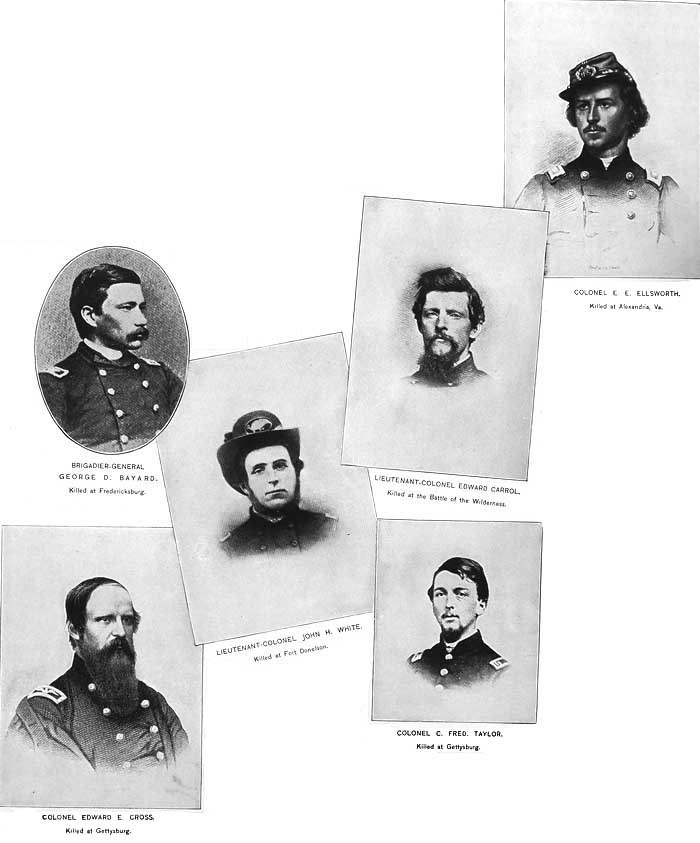 COLONEL E. E. ELLSWORTH.
Killed at Alexandria, Va.
BRIGADIER-GENERAL
GEORGE D. BAYARD.
Killed at Fredericksburg.
LIEUTENANT-COLONEL EDWARD CARROL.
Killed at the Battle of the Wilderness.
LIEUTENANT-COLONEL JOHN H. WHITE.
Killed at Fort Donelson.
COLONEL C. FRED. TAYLOR.
Killed at Gettysburg.
COLONEL EDWARD E. CROSS.
Killed at Gettysburg.